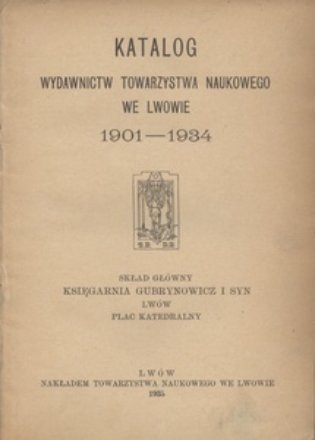 KATALOG
WYDAWNICTW TOWARZYSTWA NAUKOWEGO
WE LWOWIE
1901—1934
SKŁAD GŁÓWNY
KSIĘGARNIA GUBRYNOWICZ I SYN
LWÓW
PLAC KATEDRALNY
LWÓW
NAKŁADEM TOWARZYSTWA NAUKOWEGO WE LWOWIE
1935